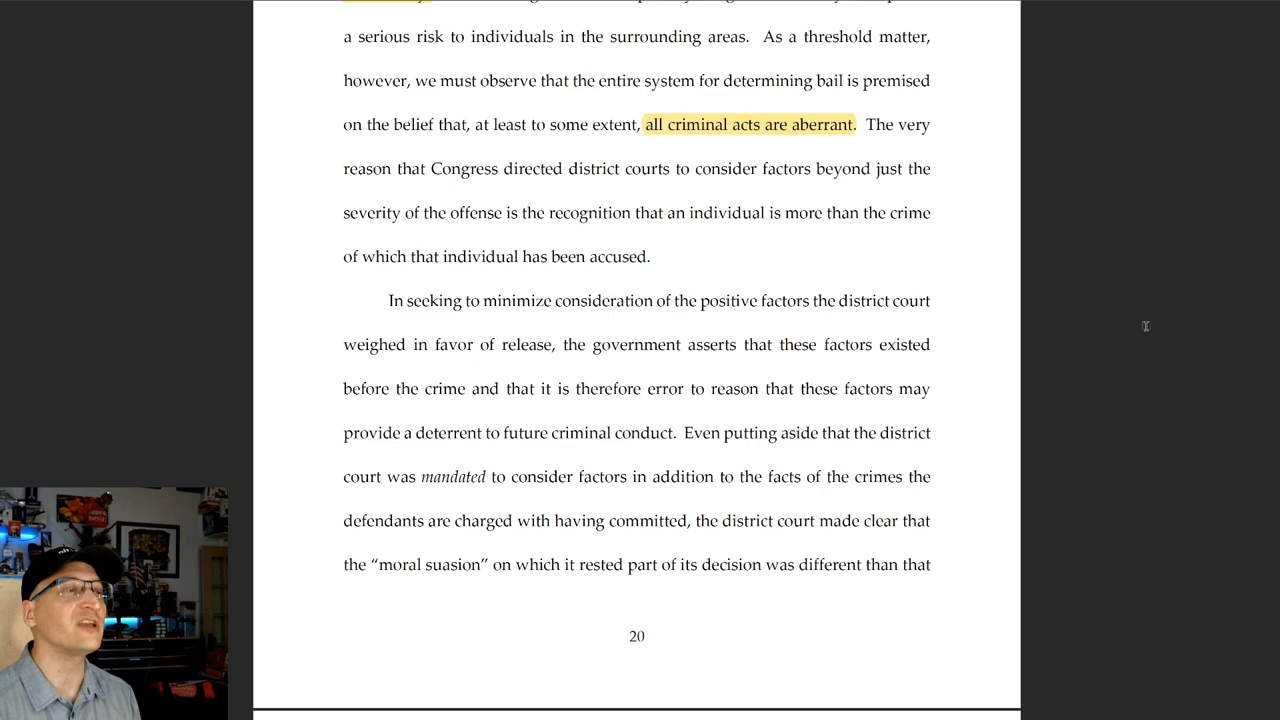 a serious risk to individuals in the surrounding areas. As a threshold matter,
however, we must observe that the entire system for determining bail is premised
on the belief that, at least to some extent, all criminal acts are aberrant. The very
reason that Congress directed district courts to consider factors beyond just the
severity of the offense is the recognition that an individual is more than the crime
of which that individual has been accused.
In seeking to minimize consideration of the positive factors the district court
weighed in favor of release, the government asserts that these factors existed
before the crime and that it is therefore error to reason that these factors may
provide a deterrent to future criminal conduct. Even putting aside that the district
court was mandated to consider factors in addition to the facts of the crimes the
defendants are charged with having committed, the district court made clear that
the “moral suasion” on which it rested part of its decision was different than that
20